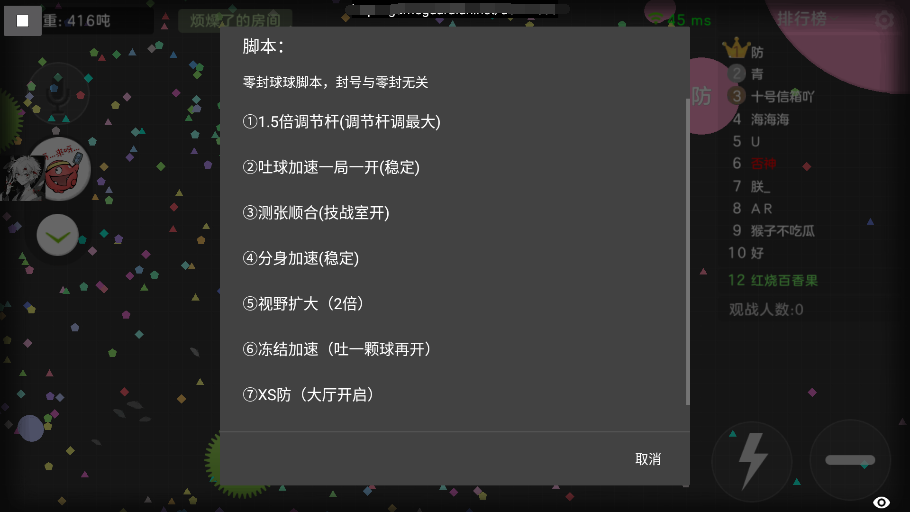 重: 416吨
烦燥了的房间
45 ms
排行榜
防
脚本：
零封球球脚本，封号与零封无关
①1.5倍调节杆(调节杆调最大)
②吐球加速一局一开(稳定)
③测张顺合(技战室开)
④分身加速(稳定)
⑤视野扩大（2倍）
⑥冻结加速（吐一颗球再开）
⑦XS防（大厅开启）
取消
防
2 青
3 十号信箱吖
4 海海海
5 U
6 百种
7 朕_
8 A R
9 猴子不吃瓜
10 好
12 红烧百香果
观战人数:0